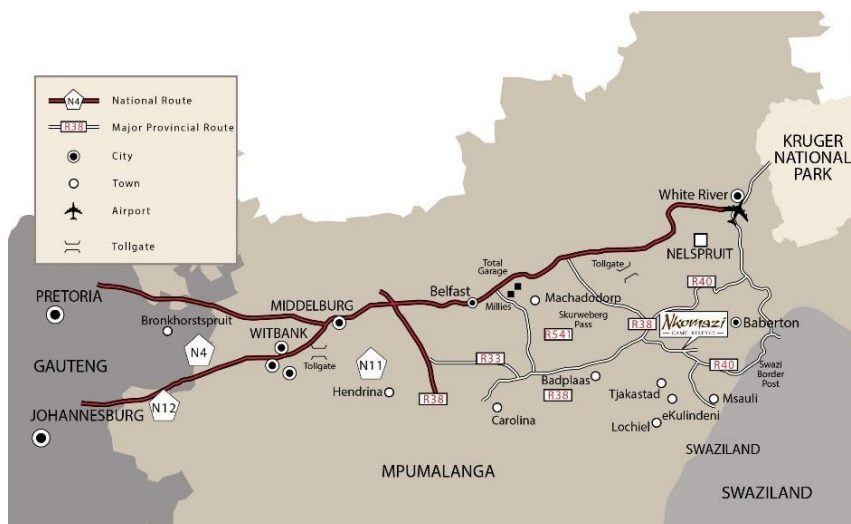 N4
National Route
R38
Major Provincial Route
City
Town
Airport
Tollgate
KRUGER
NATIONAL
PARK
White River
NELSPRUIT
Tollgate
Total
Garage
Belfast
Millies
Machadodorp
Skurweberg
Pass
R541
R40
R38
Nkomazi
GAME RESERVE
Baberton
PRETORIA
Bronkhorstspruit
MIDDELBURG
WITBANK
Tollgate
N4
GAUTENG
N12
JOHANNESBURG
N11
Hendrina
R33
R38
Badplaas
R38
Carolina
R40
Swazi
Border
Post
Tjakastad
eKulindeni
Msauli
Lochiel
SWAZILAND
MPUMALANGA
SWAZILAND